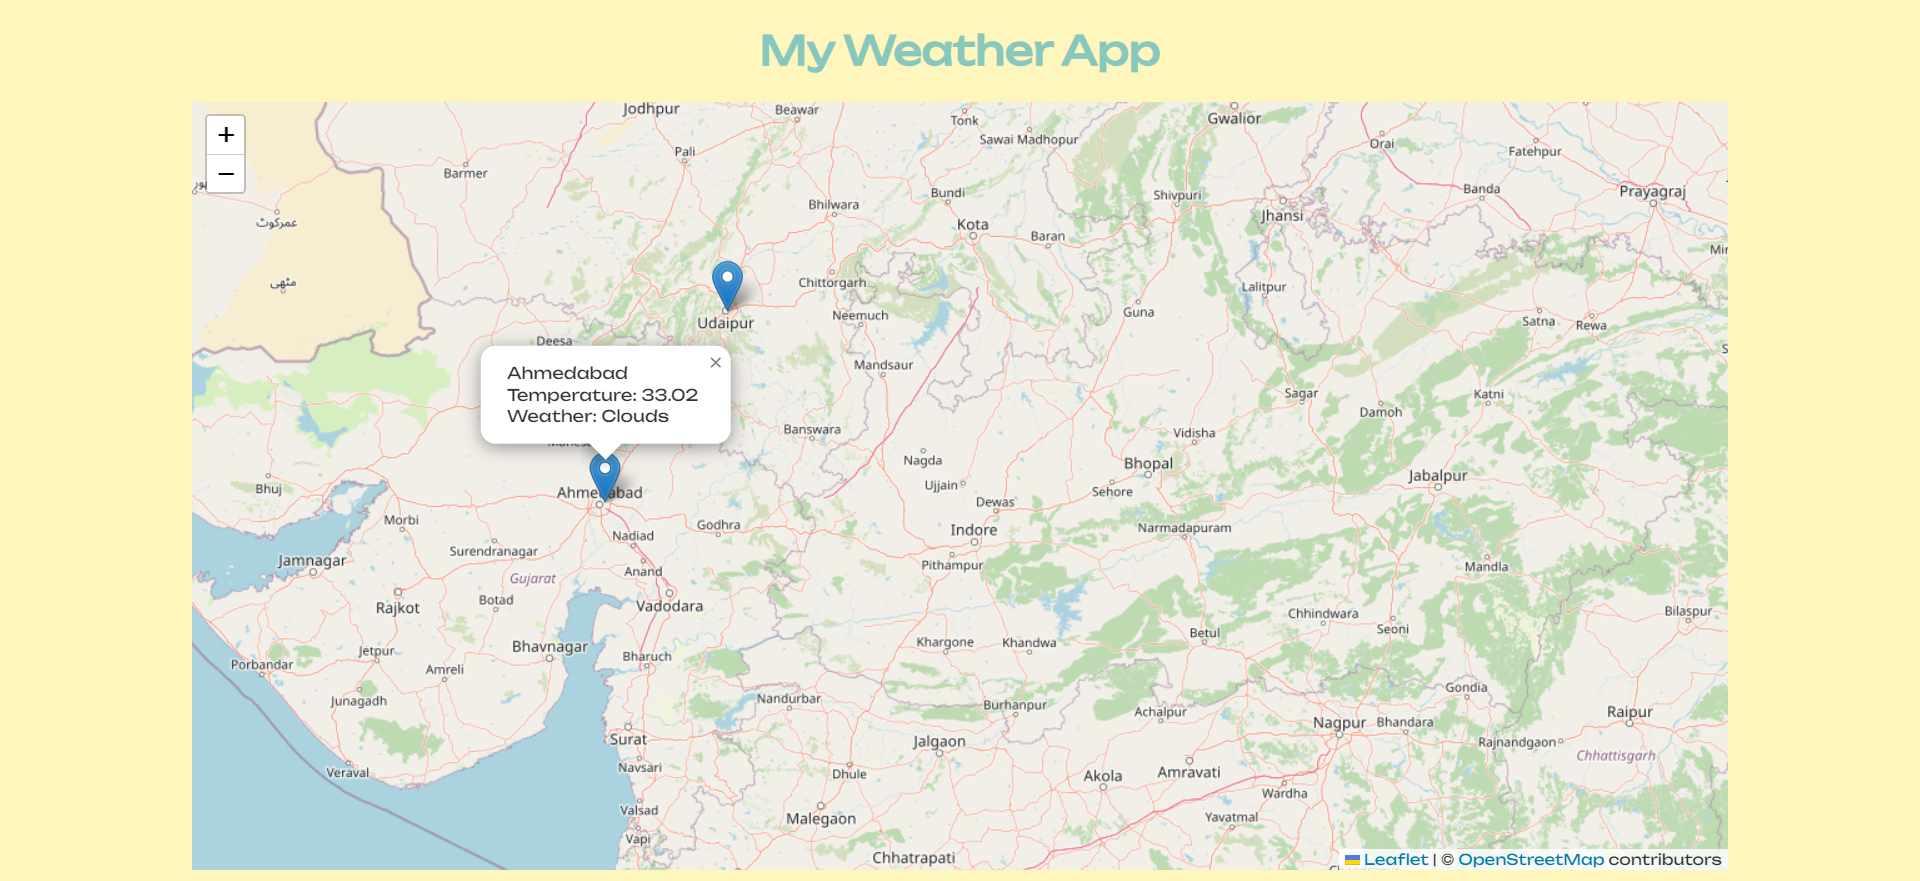 My Weather App
+
−
Jodhpur
Beawar
Tonk
Sawai Madhopur
Gwalior
Orai
Fatehpur
Pali
Barmer
Bundi
Bhilwara
Shivpuri
Banda
Prayagraj
عمرکوٹ
Kota
Baran
Jhansi
مٹھی
Chittorgarh
Lalitpur
Neemuch
Guna
Udaipur
Satna
Rewa
Deesa
Mandsaur
×
Ahmedabad
Temperature: 33.02
Weather: Clouds
Sagar
Damoh
Katni
Banswara
Vidisha
Nagda
Bhopal
Jabalpur
Ujjain
Sehore
Bhuj
Dewas
Morbi
Godhra
Indore
Narmadapuram
Nadiad
Surendranagar
Jamnagar
Pithampur
Mandla
Anand
Gujarat
Botad
Rajkot
Vadodara
Chhindwara
Bilaspur
Seoni
Betul
Khargone
Khandwa
Bhavnagar
Jetpur
Bharuch
Porbandar
Amreli
Gondia
Junagadh
Nandurbar
Burhanpur
Achalpur
Raipur
Nagpur
Bhandara
Surat
Jalgaon
Rajnandgaon
Chhattisgarh
Navsari
Veraval
Dhule
Akola
Amravati
Wardha
Valsad
Malegaon
Yavatmal
Vapi
Chhatrapati
Leaflet | © OpenStreetMap contributors